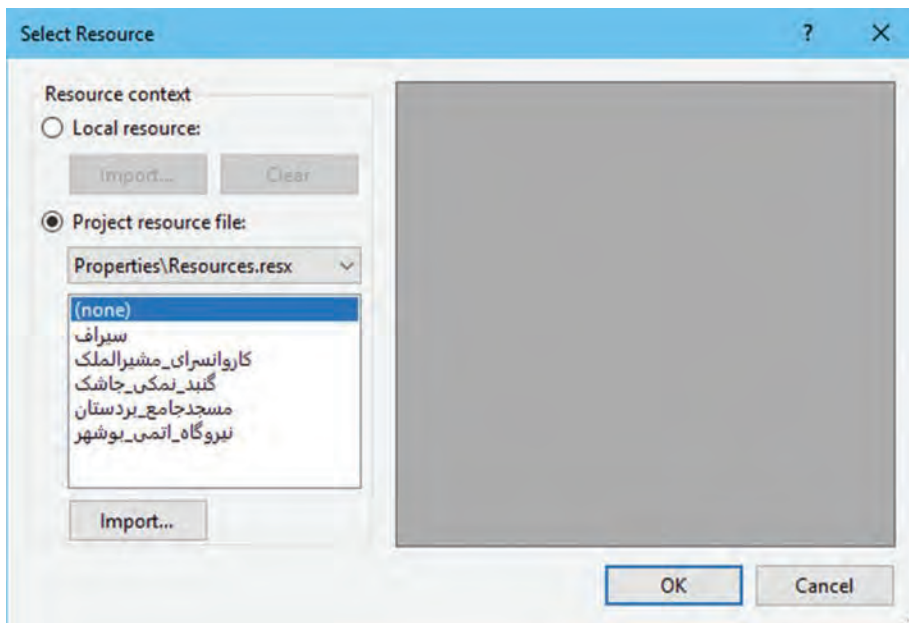 Select Resource
? X
Resource context
Local resource:
Import... Clear
Project resource file:
Properties\Resources.resx
(none)
سیراف
کاروانسرای_مشیرالملک
گنبد_نمکی_جاشک
مسجدجامع_بردستان
نیروگاه_اتمی_بوشهر
Import...
OK Cancel